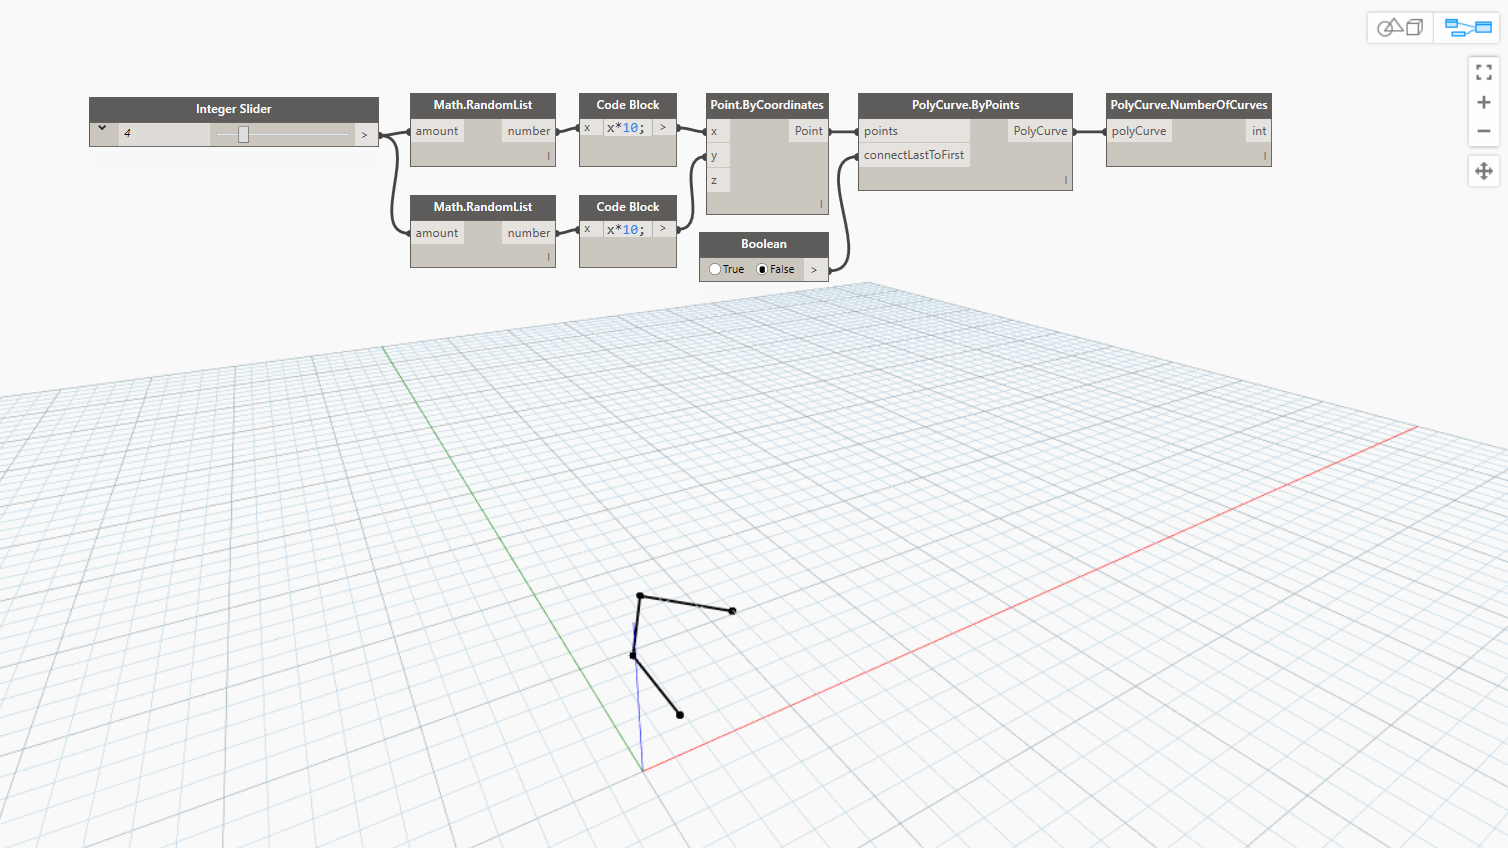 Integer Slider
4
>
Math.RandomList
amount
number
Code Block
x
x*10;
>
Point.ByCoordinates
x
y
z
Point
PolyCurve.ByPoints
points
connectLastToFirst
PolyCurve
PolyCurve.NumberOfCurves
polyCurve
int
Math.RandomList
amount
number
Code Block
x
x*10;
>
Boolean
True
False
>